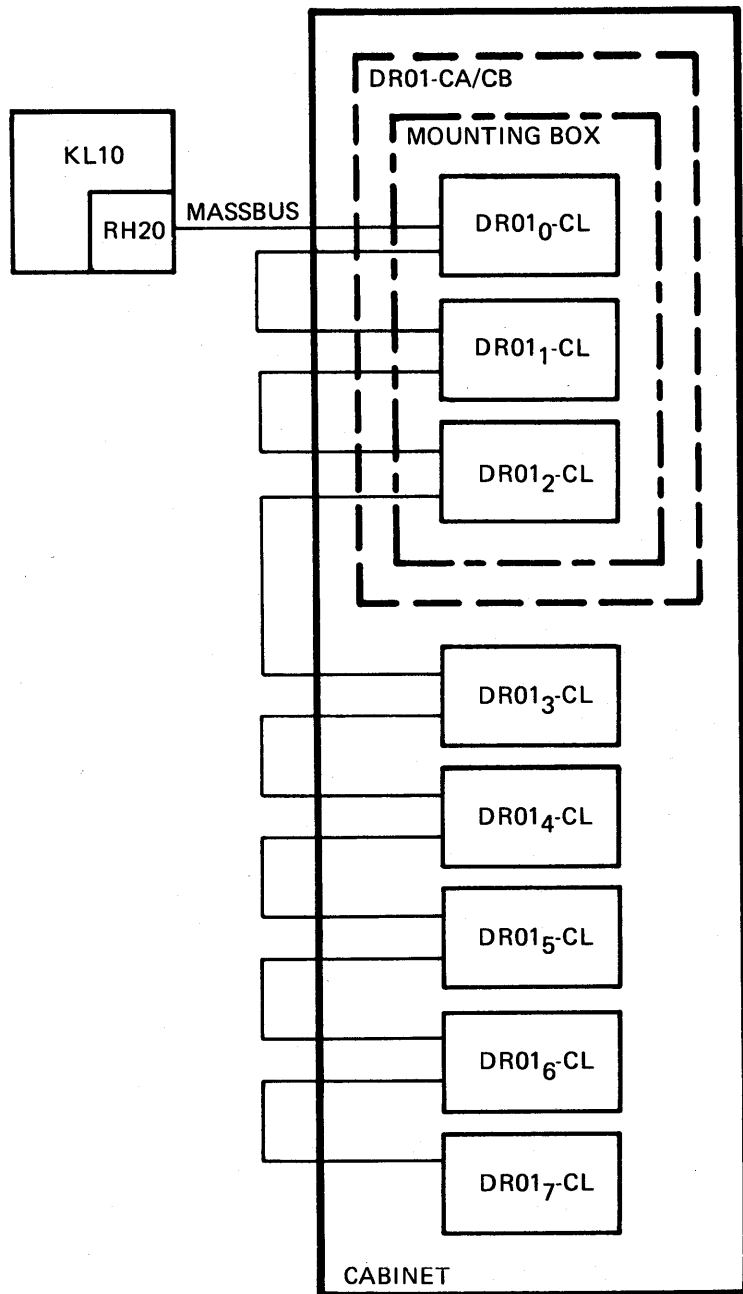 DR01-CA/CB
MOUNTING BOX
KL10
RH20
MASSBUS
DR01₀-CL
DR01₁-CL
DR01₂-CL
DR01₃-CL
DR01₄-CL
DR01₅-CL
DR01₆-CL
DR01₇-CL
CABINET